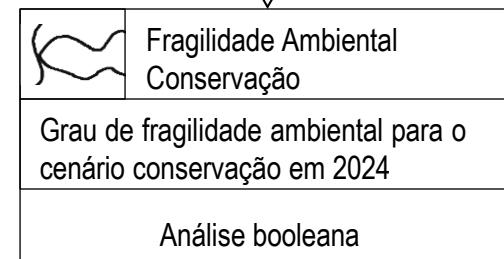 Fragilidade Ambiental
Conservação
Grau de fragilidade ambiental para o
cenário conservação em 2024
Análise booleana